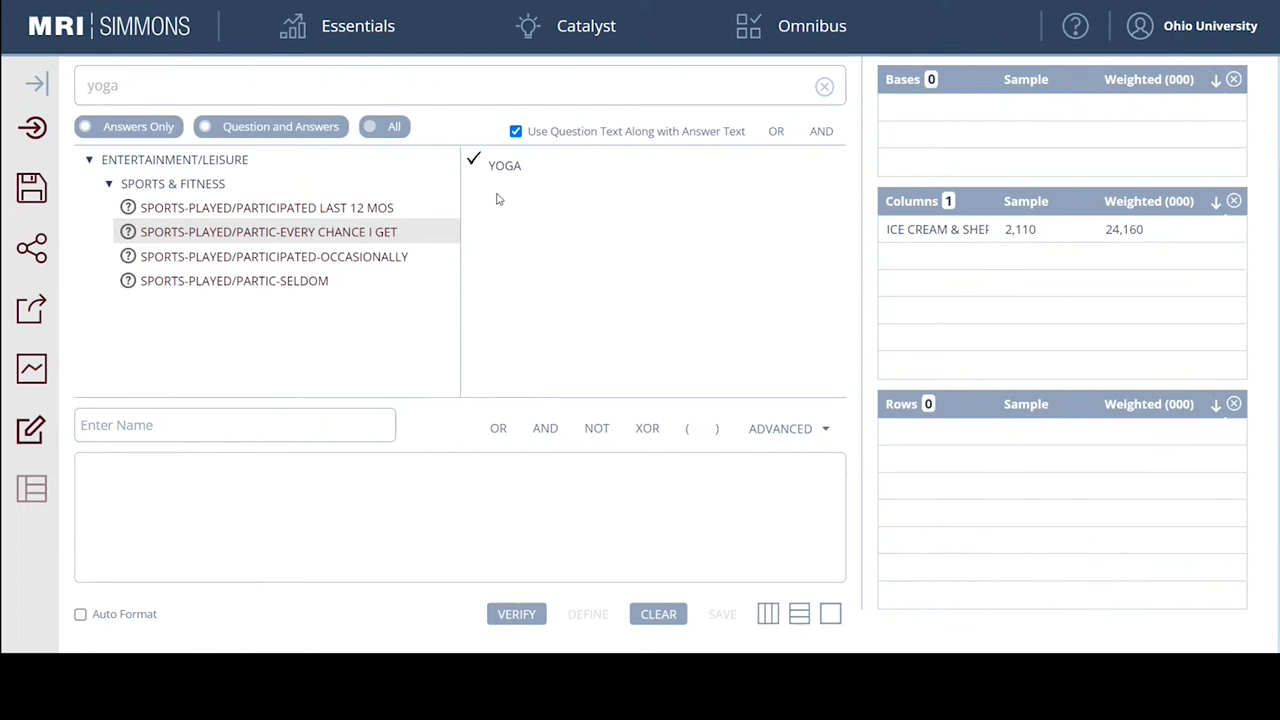 MRI | SIMMONS
Essentials
Catalyst
Omnibus
?
Ohio University
yoga
Answers Only
Question and Answers
All
Use Question Text Along with Answer Text
OR
AND
ENTERTAINMENT/LEISURE
SPORTS & FITNESS
? SPORTS-PLAYED/PARTICIPATED LAST 12 MOS
? SPORTS-PLAYED/PARTIC-EVERY CHANCE I GET
? SPORTS-PLAYED/PARTICIPATED-OCCASIONALLY
? SPORTS-PLAYED/PARTIC-SELDOM
YOGA
Enter Name
OR AND NOT XOR ( ) ADVANCED
Auto Format
VERIFY DEFINE CLEAR SAVE
Bases 0 Sample Weighted (000)
Columns 1 Sample Weighted (000)
ICE CREAM & SHER 2,110 24,160
Rows 0 Sample Weighted (000)